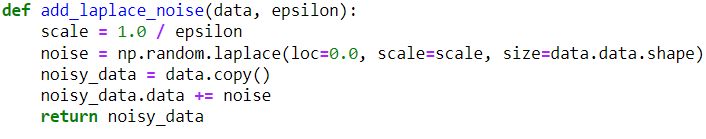 def add_laplace_noise(data, epsilon):
    scale = 1.0 / epsilon
    noise = np.random.laplace(loc=0.0, scale=scale, size=data.data.shape)
    noisy_data = data.copy()
    noisy_data.data += noise
    return noisy_data